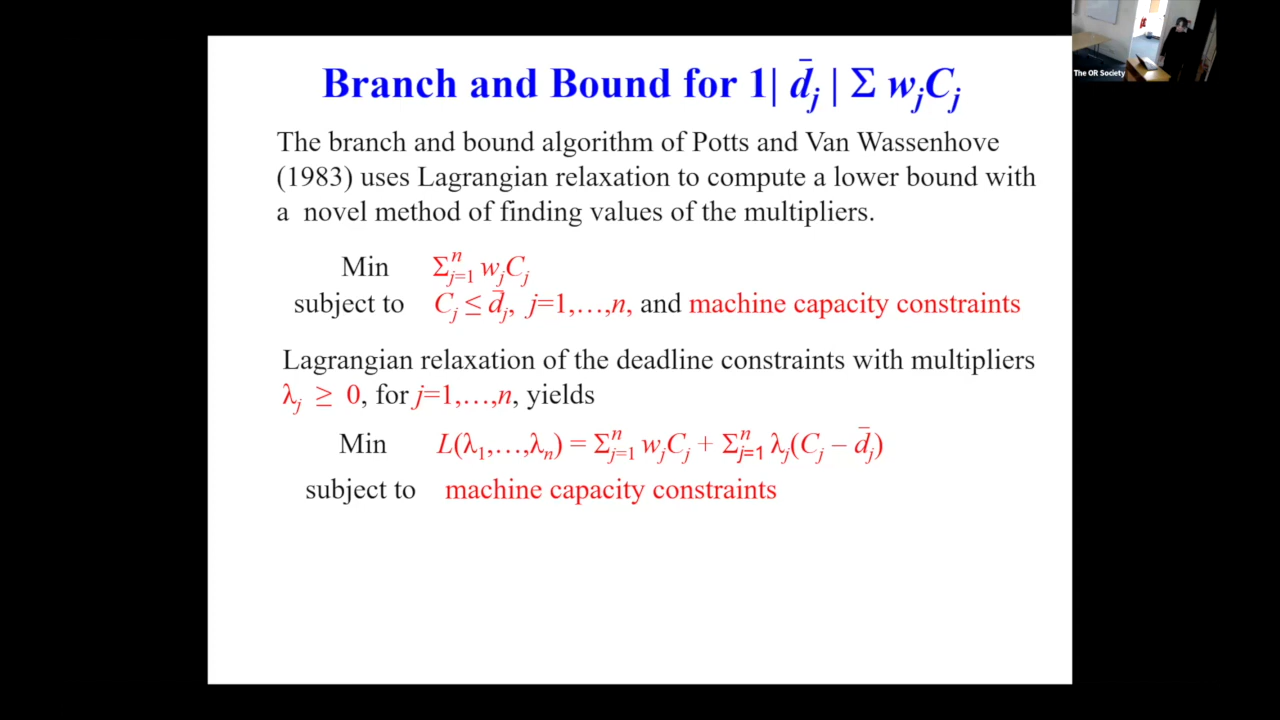 Branch and Bound for 1| d̄ⱼ | Σ wⱼCⱼ
The OR Society
The branch and bound algorithm of Potts and Van Wassenhove
(1983) uses Lagrangian relaxation to compute a lower bound with
a novel method of finding values of the multipliers.
Min Σⁿⱼ₌₁ wⱼCⱼ
subject to Cⱼ ≤ d̄ⱼ, j=1,…,n, and machine capacity constraints
Lagrangian relaxation of the deadline constraints with multipliers
λⱼ ≥ 0, for j=1,…,n, yields
Min L(λ₁,…,λₙ) = Σⁿⱼ₌₁ wⱼCⱼ + Σⁿⱼ₌₁ λⱼ(Cⱼ – d̄ⱼ)
subject to machine capacity constraints